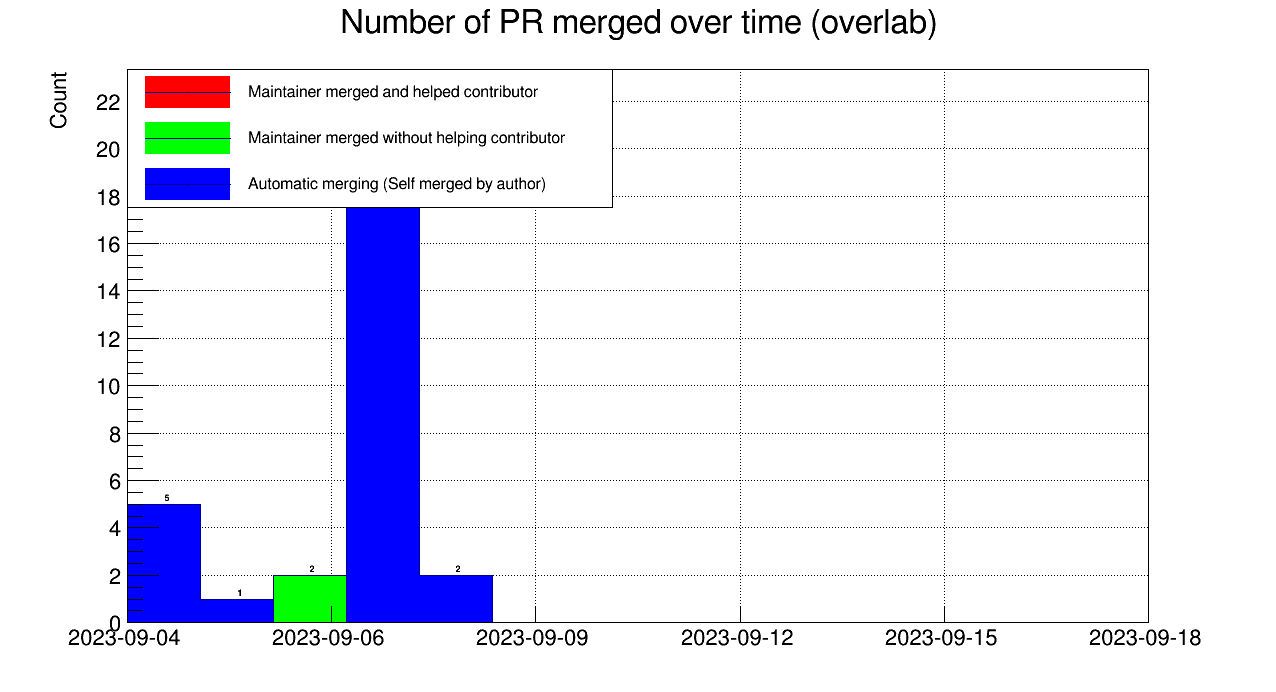 Number of PR merged over time (overlab)
Count
Maintainer merged and helped contributor
Maintainer merged without helping contributor
Automatic merging (Self merged by author)
22
20
18
16
14
12
10
8
6
4
2
0
5
1
2
2
2023-09-04 2023-09-06 2023-09-09 2023-09-12 2023-09-15 2023-09-18